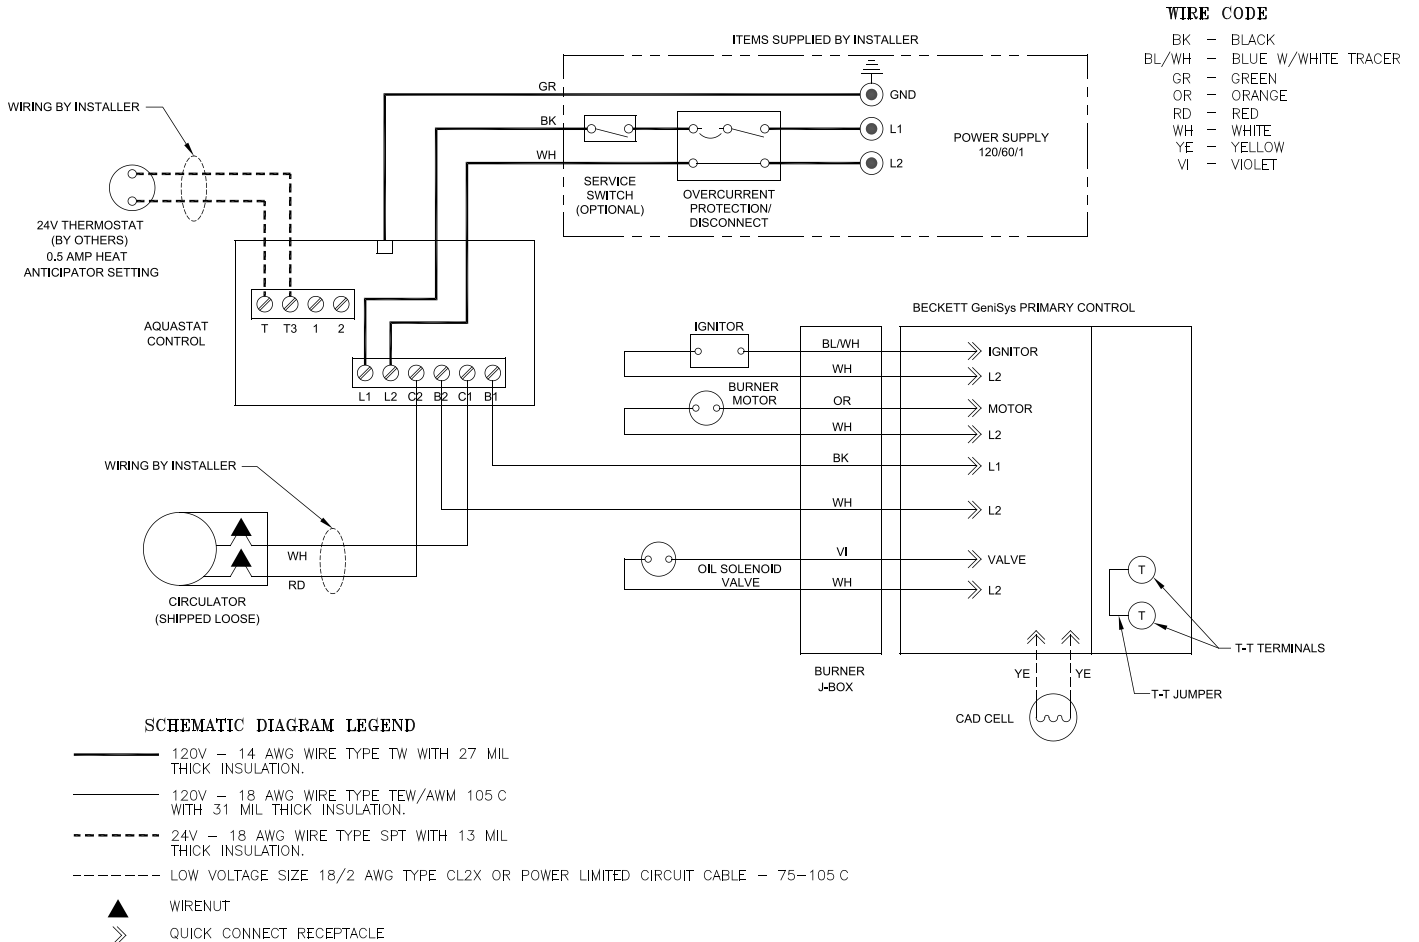 WIRE CODE
BK – BLACK
BL/WH – BLUE W/WHITE TRACER
GR – GREEN
OR – ORANGE
RD – RED
WH – WHITE
YE – YELLOW
VI – VIOLET
ITEMS SUPPLIED BY INSTALLER
GR
GND
BK
L1
WH
L2
POWER SUPPLY
120/60/1
SERVICE
SWITCH
(OPTIONAL)
OVERCURRENT
PROTECTION/
DISCONNECT
WIRING BY INSTALLER
24V THERMOSTAT
(BY OTHERS)
0.5 AMP HEAT
ANTICIPATOR SETTING
AQUASTAT
CONTROL
T T3 1 2
L1 L2 C2 B2 C1 B1
BECKETT GeniSys PRIMARY CONTROL
IGNITOR
BL/WH
IGNITOR
WH
L2
BURNER
MOTOR
OR
MOTOR
WH
L2
BK
L1
WH
L2
VI
VALVE
OIL SOLENOID
VALVE
WH
L2
BURNER
J-BOX
T
T
T-T TERMINALS
T-T JUMPER
YE YE
CAD CELL
WIRING BY INSTALLER
WH
RD
CIRCULATOR
(SHIPPED LOOSE)
SCHEMATIC DIAGRAM LEGEND
120V – 14 AWG WIRE TYPE TW WITH 27 MIL
THICK INSULATION.
120V – 18 AWG WIRE TYPE TEW/AWM 105 C
WITH 31 MIL THICK INSULATION.
24V – 18 AWG WIRE TYPE SPT WITH 13 MIL
THICK INSULATION.
LOW VOLTAGE SIZE 18/2 AWG TYPE CL2X OR POWER LIMITED CIRCUIT CABLE – 75–105 C
WIRENUT
QUICK CONNECT RECEPTACLE